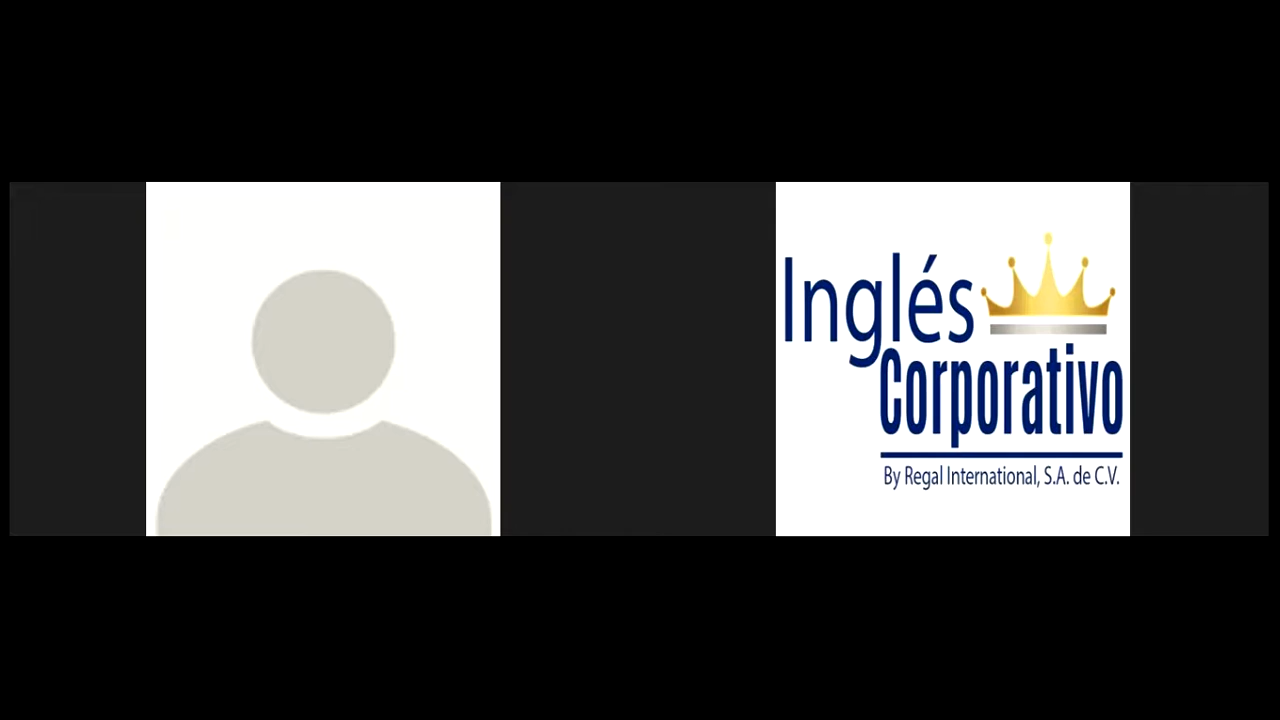 Inglés
Corporativo
By Regal International, S.A. de C.V.